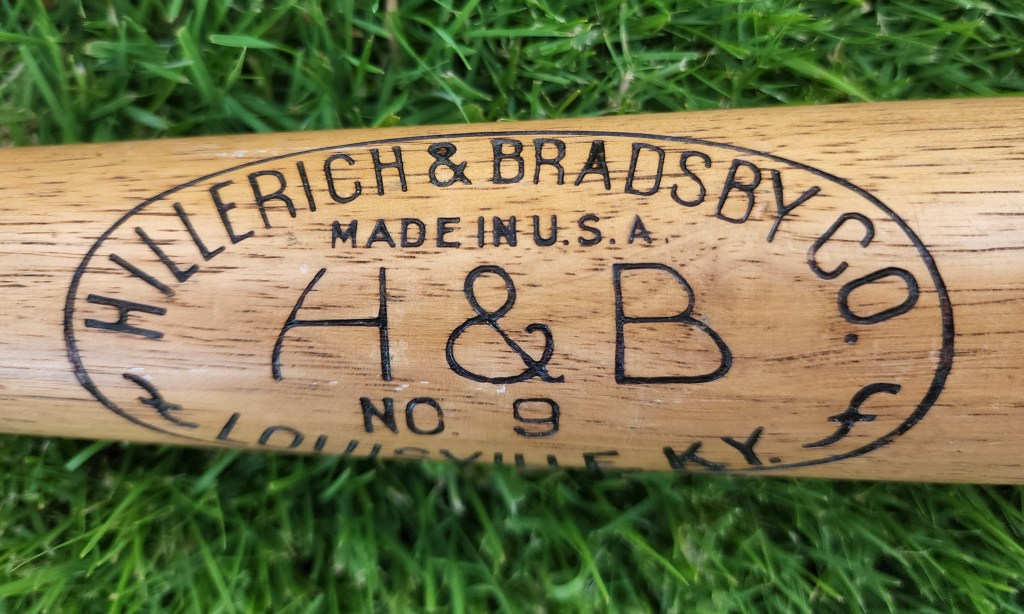 HILLERICH & BRADSBY CO.
MADE IN U.S.A.
H & B
NO 9
LOUISVILLE KY.